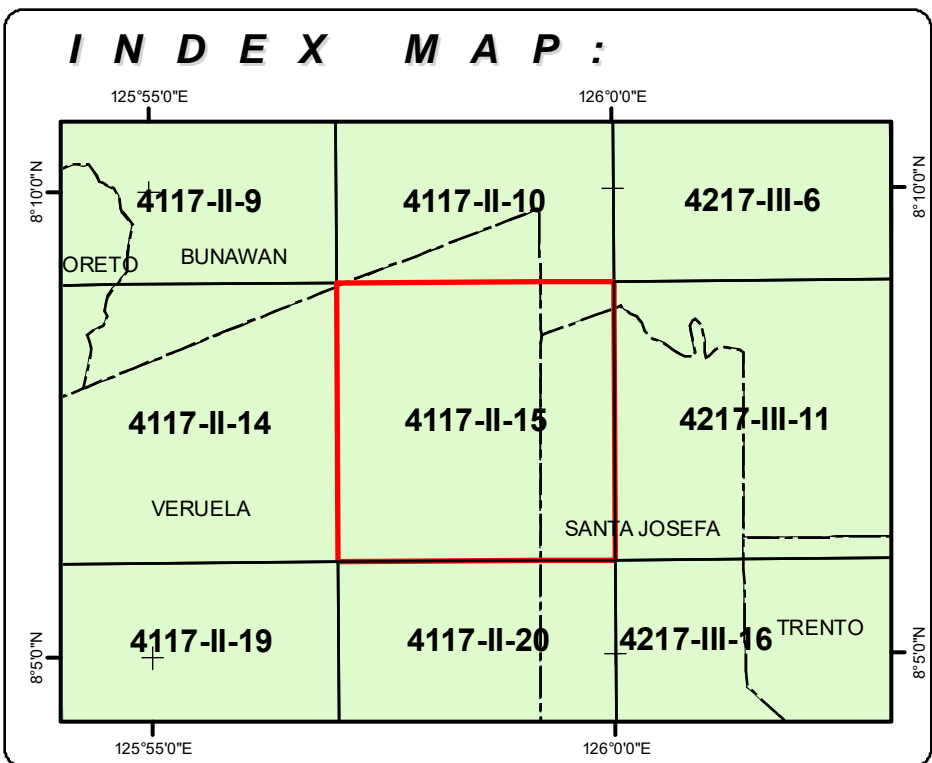 INDEX MAP:
125°55'0"E 126°0'0"E
8°10'0"N 8°10'0"N
4117-II-9 4117-II-10 4217-III-6
ORETO BUNAWAN
4117-II-14 4117-II-15 4217-III-11
VERUELA SANTA JOSEFA
4117-II-19 4117-II-20 4217-III-16 TRENTO
8°5'0"N 8°5'0"N
125°55'0"E 126°0'0"E